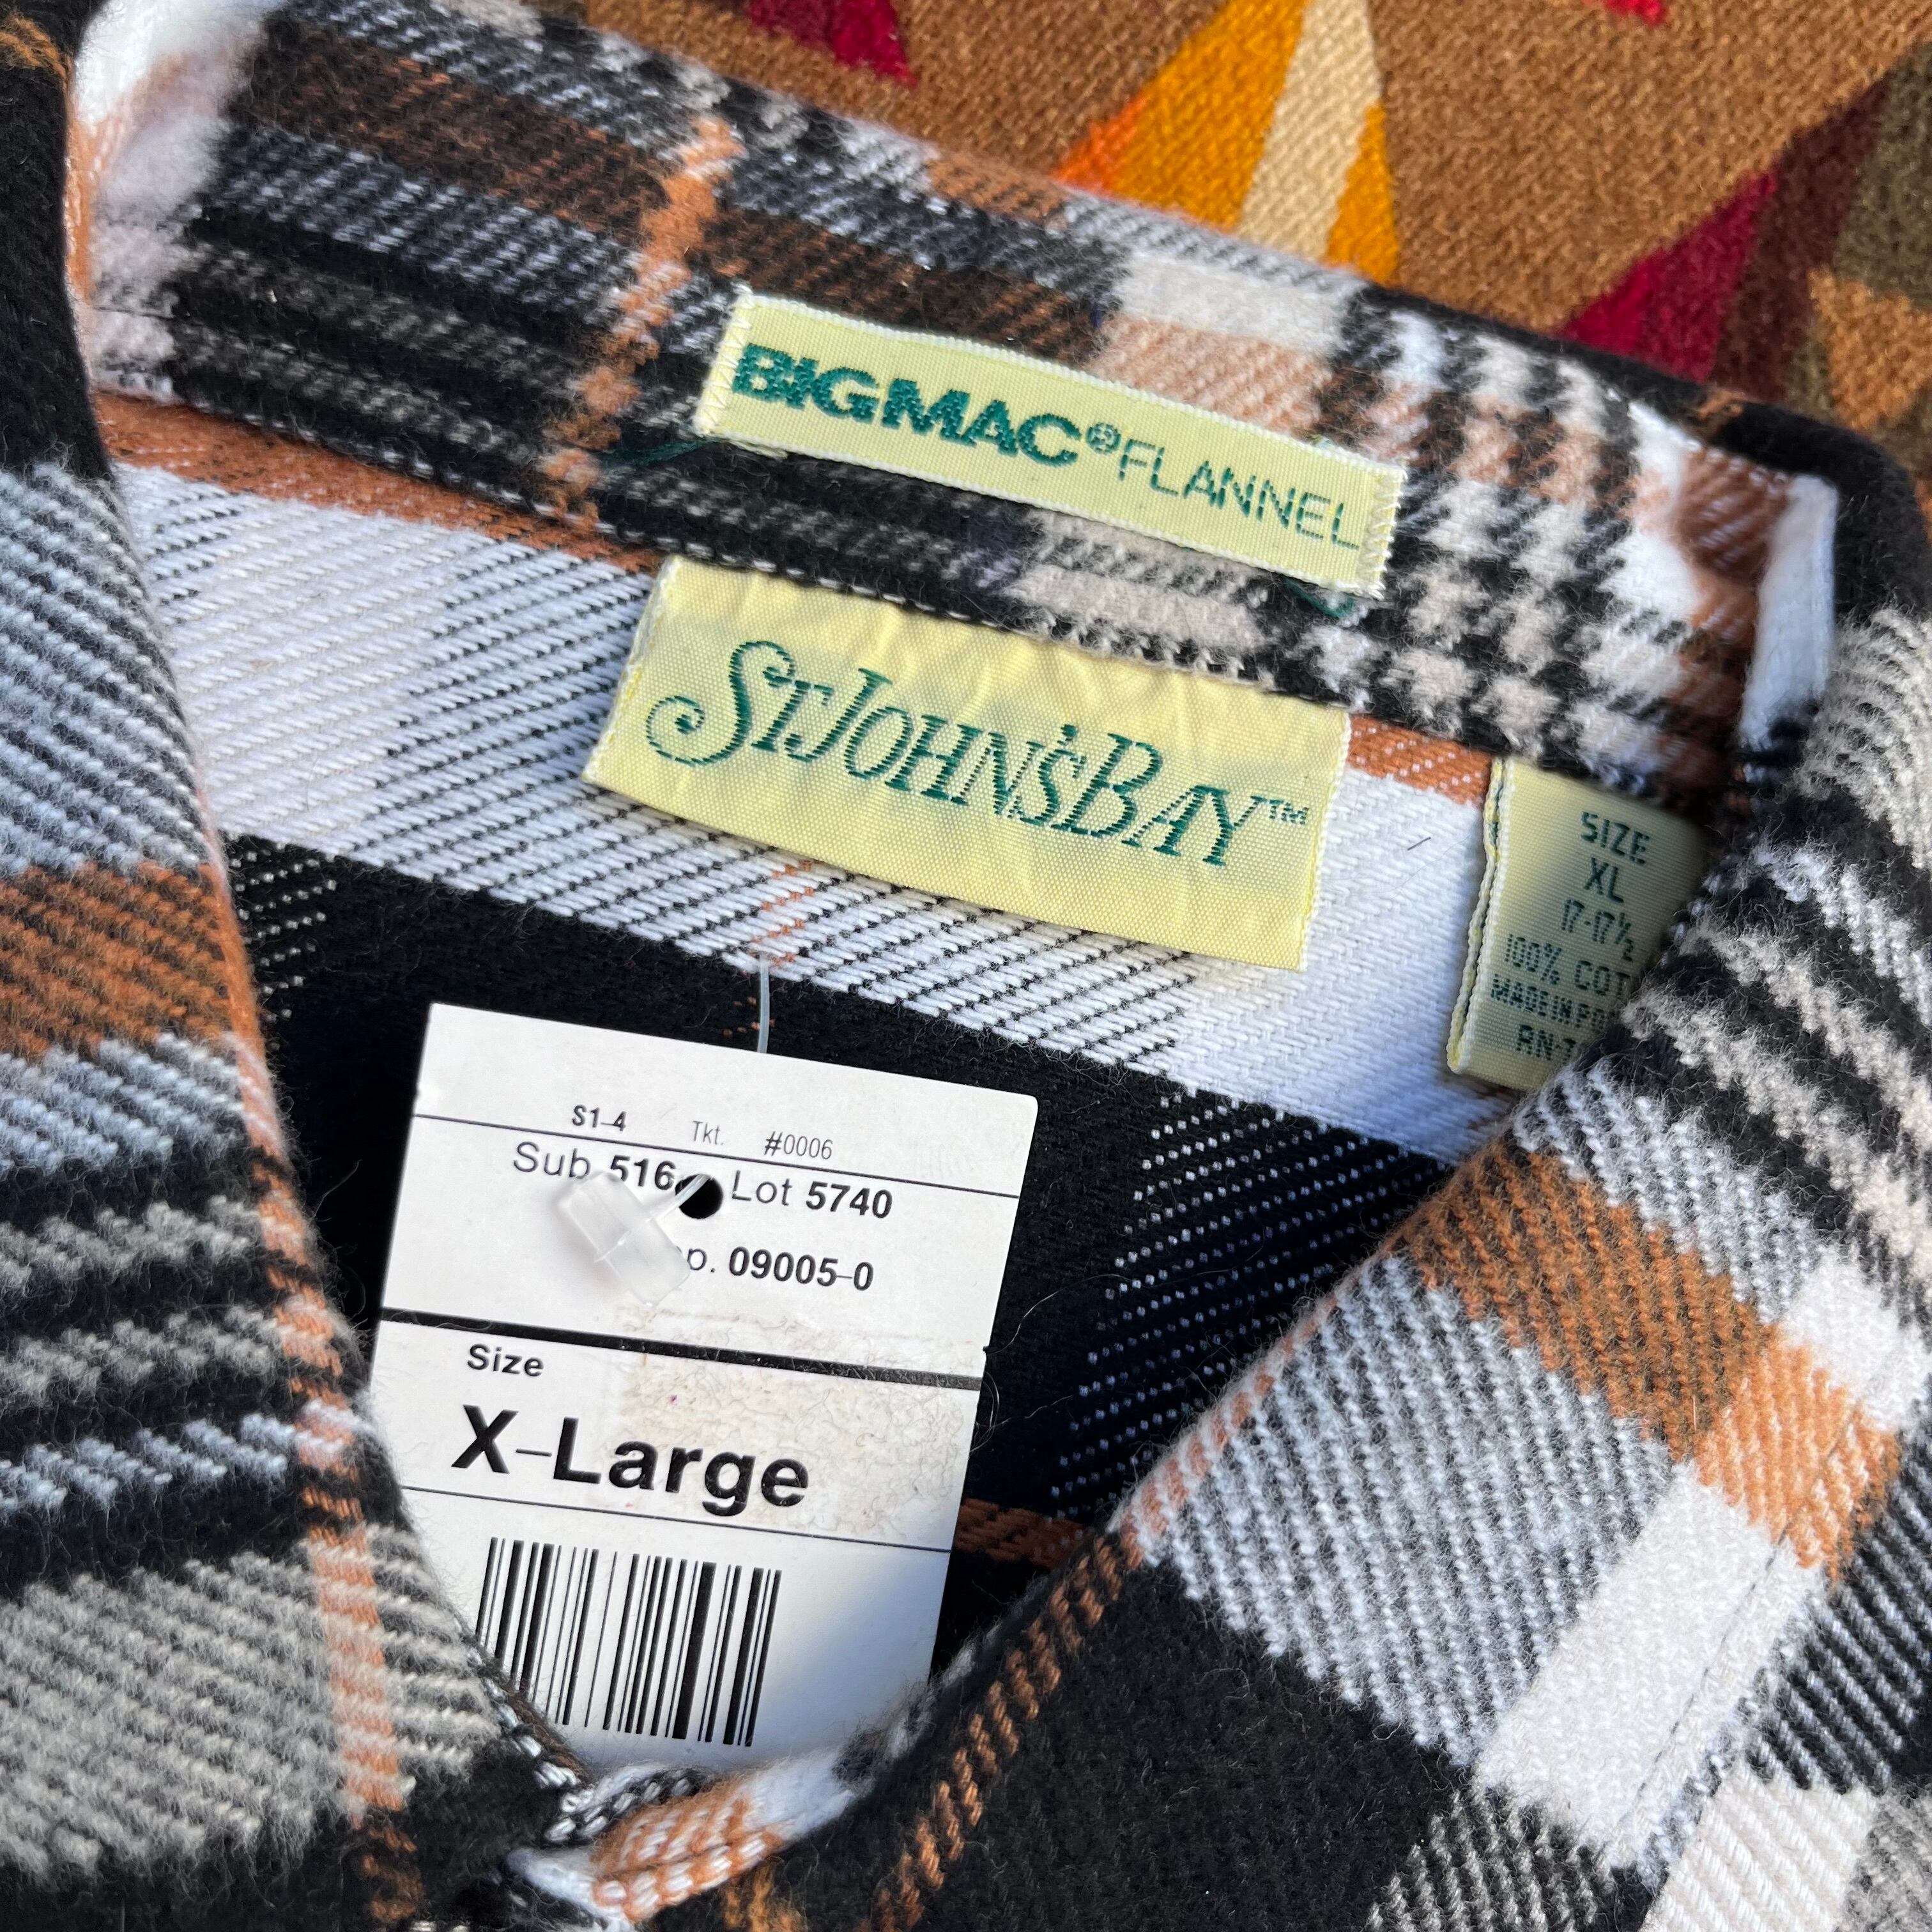 BIGMAC® FLANNEL
ST JOHN'S BAY™
SIZE
XL
17-17½
100%
MADE IN
S1-4 Tkt. #0006
Sub 516 Lot 5740
09005-0
Size
X-Large